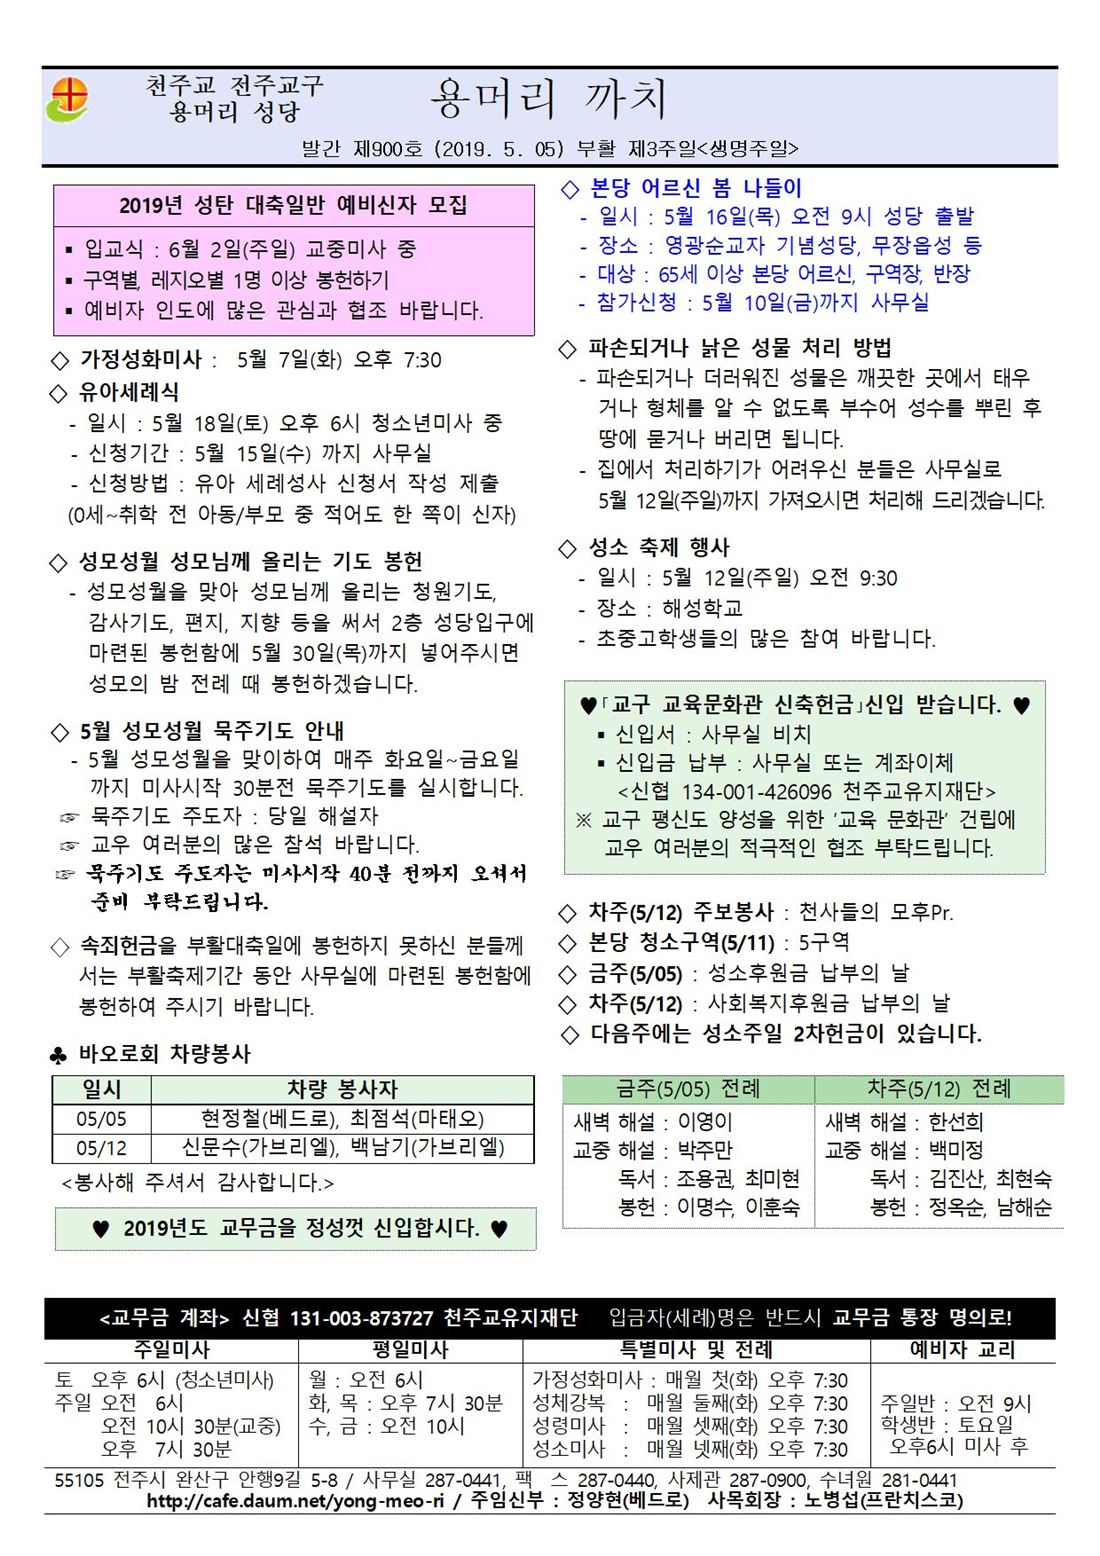 천주교 전주교구
용머리 성당
용머리 까치
발간 제900호 (2019. 5. 05) 부활 제3주일<생명주일>
2019년 성탄 대축일반 예비신자 모집
▪ 입교식 : 6월 2일(주일) 교중미사 중
▪ 구역별, 레지오별 1명 이상 봉헌하기
▪ 예비자 인도에 많은 관심과 협조 바랍니다.
◇ 가정성화미사 : 5월 7일(화) 오후 7:30
◇ 유아세례식
- 일시 : 5월 18일(토) 오후 6시 청소년미사 중
- 신청기간 : 5월 15일(수) 까지 사무실
- 신청방법 : 유아 세례성사 신청서 작성 제출
(0세~취학 전 아동/부모 중 적어도 한 쪽이 신자)
◇ 성모성월 성모님께 올리는 기도 봉헌
- 성모성월을 맞아 성모님께 올리는 청원기도,
감사기도, 편지, 지향 등을 써서 2층 성당입구에
마련된 봉헌함에 5월 30일(목)까지 넣어주시면
성모의 밤 전례 때 봉헌하겠습니다.
◇ 5월 성모성월 묵주기도 안내
- 5월 성모성월을 맞이하여 매주 화요일~금요일
까지 미사시작 30분전 묵주기도를 실시합니다.
☞ 묵주기도 주도자 : 당일 해설자
☞ 교우 여러분의 많은 참석 바랍니다.
☞ 묵주기도 주도자는 미사시작 40분 전까지 오셔서
준비 부탁드립니다.
◇ 속죄헌금을 부활대축일에 봉헌하지 못하신 분들께
서는 부활축제기간 동안 사무실에 마련된 봉헌함에
봉헌하여 주시기 바랍니다.
♣ 바오로회 차량봉사
일시 차량 봉사자
05/05 현정철(베드로), 최점석(마태오)
05/12 신문수(가브리엘), 백남기(가브리엘)
<봉사해 주셔서 감사합니다.>
♥ 2019년도 교무금을 정성껏 신입합시다. ♥
◇ 본당 어르신 봄 나들이
- 일시 : 5월 16일(목) 오전 9시 성당 출발
- 장소 : 영광순교자 기념성당, 무장읍성 등
- 대상 : 65세 이상 본당 어르신, 구역장, 반장
- 참가신청 : 5월 10일(금)까지 사무실
◇ 파손되거나 낡은 성물 처리 방법
- 파손되거나 더러워진 성물은 깨끗한 곳에서 태우
거나 형체를 알 수 없도록 부수어 성수를 뿌린 후
땅에 묻거나 버리면 됩니다.
- 집에서 처리하기가 어려우신 분들은 사무실로
5월 12일(주일)까지 가져오시면 처리해 드리겠습니다.
◇ 성소 축제 행사
- 일시 : 5월 12일(주일) 오전 9:30
- 장소 : 해성학교
- 초중고학생들의 많은 참여 바랍니다.
♥「교구 교육문화관 신축헌금」신입 받습니다. ♥
▪ 신입서 : 사무실 비치
▪ 신입금 납부 : 사무실 또는 계좌이체
<신협 134-001-426096 천주교유지재단>
※ 교구 평신도 양성을 위한 ‘교육 문화관’ 건립에
교우 여러분의 적극적인 협조 부탁드립니다.
◇ 차주(5/12) 주보봉사 : 천사들의 모후Pr.
◇ 본당 청소구역(5/11) : 5구역
◇ 금주(5/05) : 성소후원금 납부의 날
◇ 차주(5/12) : 사회복지후원금 납부의 날
◇ 다음주에는 성소주일 2차헌금이 있습니다.
금주(5/05) 전례 차주(5/12) 전례
새벽 해설 : 이영이 새벽 해설 : 한선희
교중 해설 : 박주만 교중 해설 : 백미정
독서 : 조용권, 최미현 독서 : 김진산, 최현숙
봉헌 : 이명수, 이훈숙 봉헌 : 정옥순, 남해순
<교무금 계좌> 신협 131-003-873727 천주교유지재단 입금자(세례)명은 반드시 교무금 통장 명의로!
주일미사 평일미사 특별미사 및 전례 예비자 교리
토 오후 6시 (청소년미사) 월 : 오전 6시 가정성화미사 : 매월 첫(화) 오후 7:30
주일 오전 6시 화, 목 : 오후 7시 30분 성체강복 : 매월 둘째(화) 오후 7:30 주일반 : 오전 9시
오전 10시 30분(교중) 수, 금 : 오전 10시 성령미사 : 매월 셋째(화) 오후 7:30 학생반 : 토요일
오후 7시 30분 성소미사 : 매월 넷째(화) 오후 7:30 오후6시 미사 후
55105 전주시 완산구 안행9길 5-8 / 사무실 287-0441, 팩 스 287-0440, 사제관 287-0900, 수녀원 281-0441
http://cafe.daum.net/yong-meo-ri / 주임신부 : 정양현(베드로) 사목회장 : 노병섭(프란치스코)